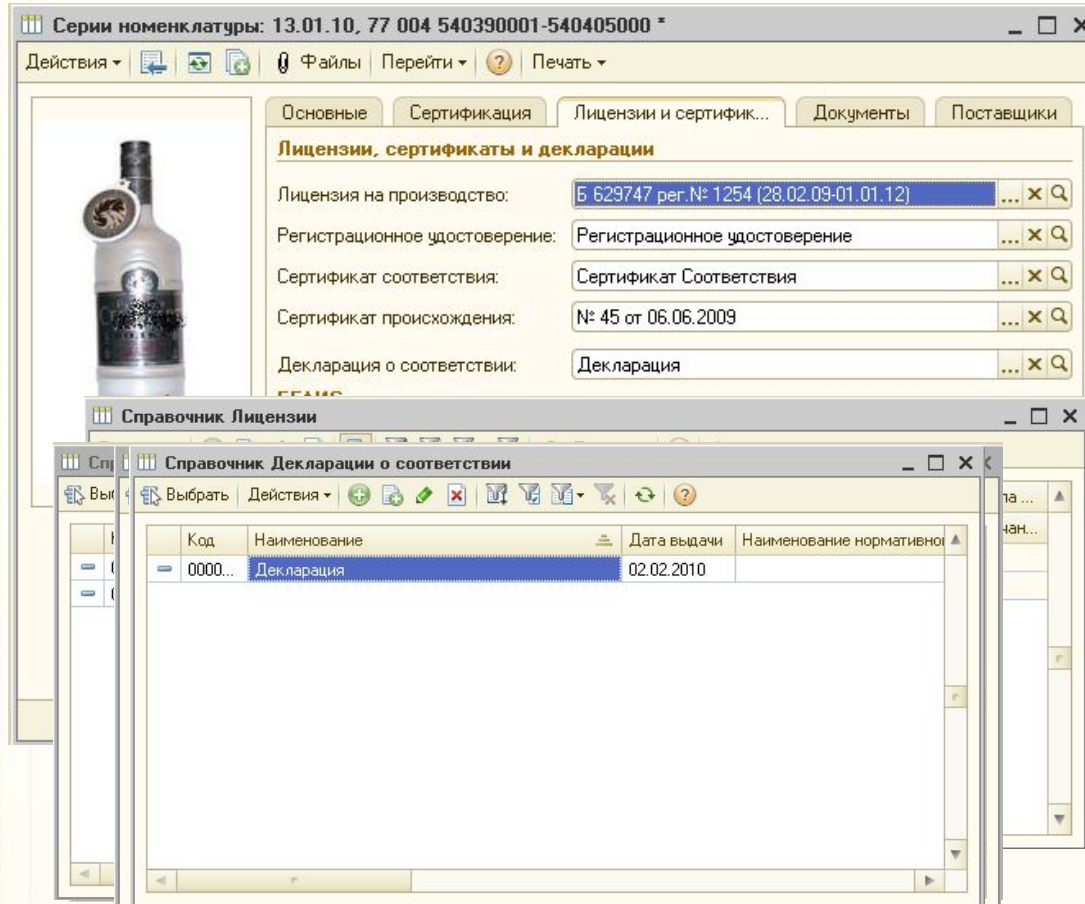 Серии номенклатуры: 13.01.10, 77 004 540390001-540405000 *
Действия Файлы Перейти Печать
Основные Сертификация Лицензии и сертифик... Документы Поставщики
Лицензии, сертификаты и декларации
Лицензия на производство: Б 629747 рег.№ 1254 (28.02.09-01.01.12)
Регистрационное удостоверение: Регистрационное удостоверение
Сертификат соответствия: Сертификат Соответствия
Сертификат происхождения: № 45 от 06.06.2009
Декларация о соответствии: Декларация
Справочник Лицензии
Справочник Декларации о соответствии
Выбрать Действия
Код Наименование Дата выдачи Наименование нормативно
0000... Декларация 02.02.2010